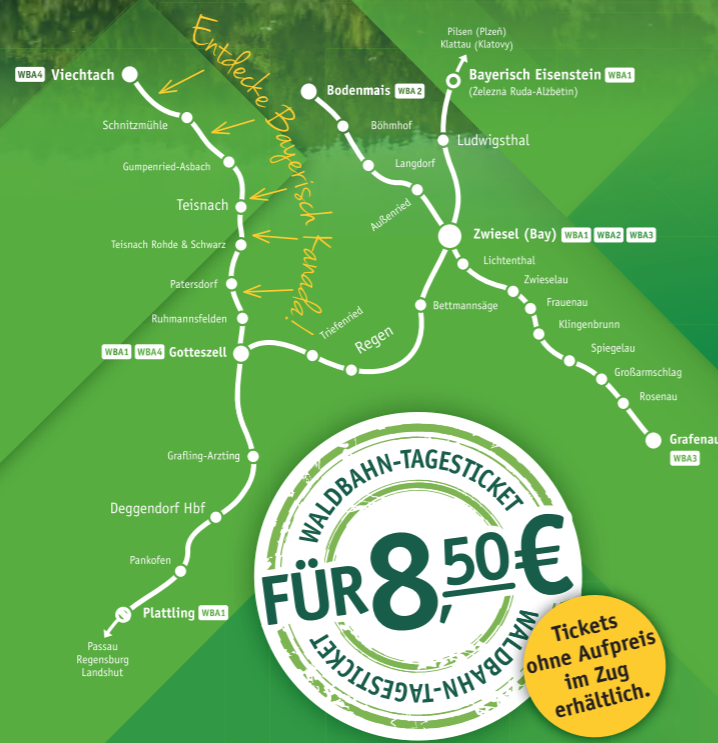 Pilsen (Plzeň)
Klattau (Klatovy)
WBA4 Viechtach
Entdecke Bayerisch Kanada!
Bodenmais WBA2
Bayerisch Eisenstein WBA1
(Železná Ruda-Alžbětín)
Schnitzmühle
Böhmhof
Ludwigsthal
Gumpenried-Asbach
Langdorf
Teisnach
Außenried
Zwiesel (Bay) WBA1 WBA2 WBA3
Teisnach Rohde & Schwarz
Lichtenthal
Patersdorf
Zwieselau
Frauenau
Bettmannsäge
Ruhmannsfelden
Triefenried
Regen
Klingenbrunn
WBA1 WBA4 Gotteszell
Spiegelau
Großarmschlag
Rosenau
Grafenau
WBA3
Grafling-Arzting
Deggendorf Hbf
Pankofen
Plattling WBA1
Passau
Regensburg
Landshut
WALDBAHN-TAGESTICKET
FÜR 8,50 €
WALDBAHN-TAGESTICKET
Tickets
ohne Aufpreis
im Zug
erhältlich.